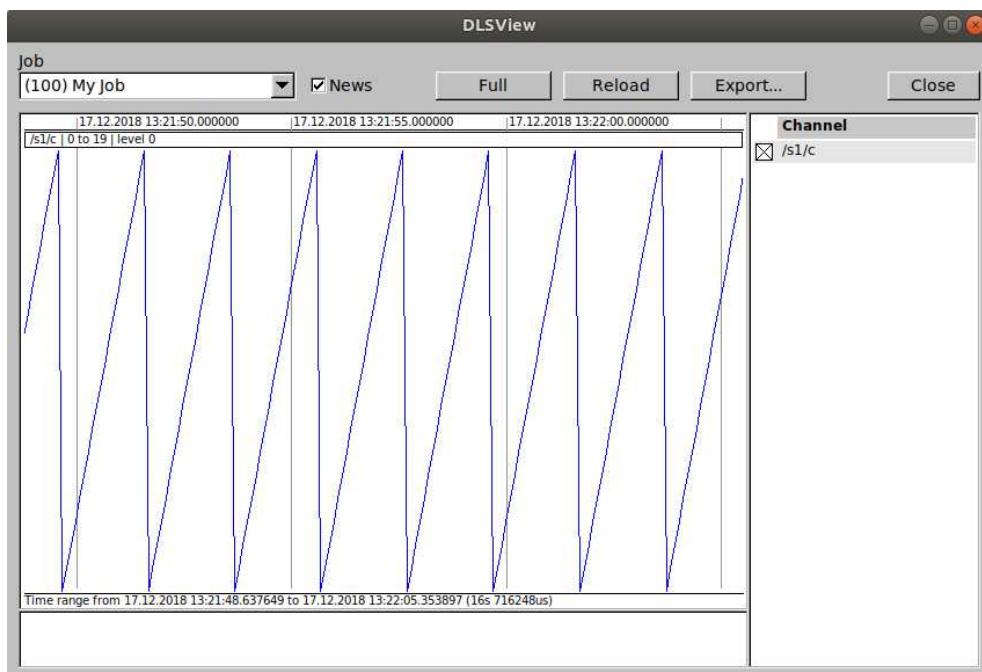 DLSView
Job
(100) My Job
News
Full
Reload
Export...
Close
17.12.2018 13:21:50.000000
17.12.2018 13:21:55.000000
17.12.2018 13:22:00.000000
Channel
/s1/c | 0 to 19 | level 0
/s1/c
Time range from 17.12.2018 13:21:48.637649 to 17.12.2018 13:22:05.353897 (16s 716248us)